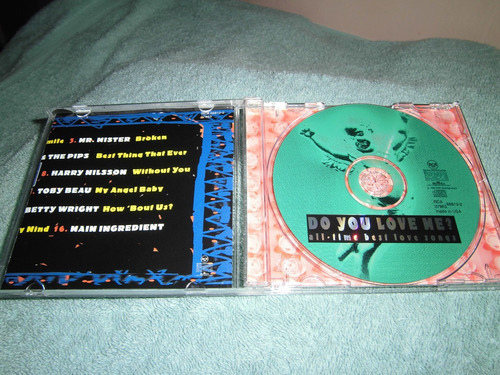 mile 3. MR. MISTER Broken
& THE PIPS Best Thing That Ever
8. HARRY NILSSON Without You
TOBY BEAU My Angel Baby
BETTY WRIGHT How 'Bout Us?
y Mind 16. MAIN INGREDIENT
RCA
DO YOU LOVE ME?
all-time best love songs